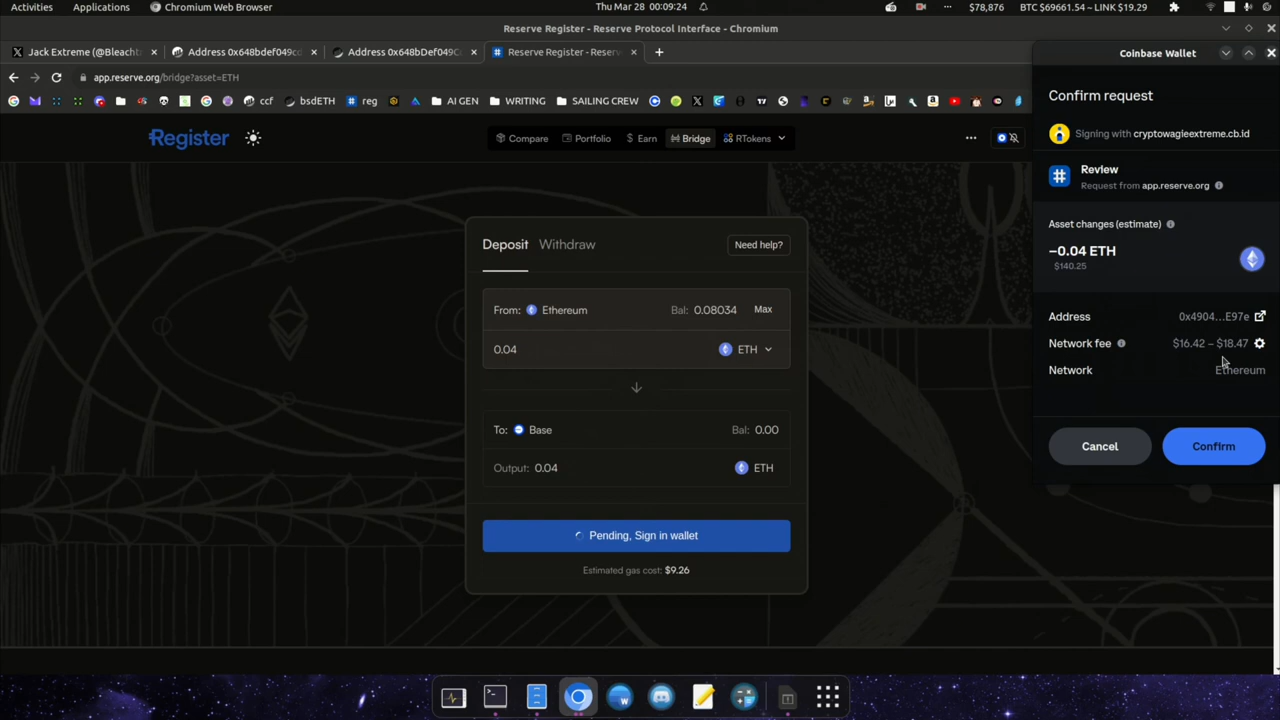 Activities
Applications
Chromium Web Browser
Thu Mar 28 09:09:24
$78,876
BTC $69661.54 ~ LINK $19.29
Reserve Register - Reserve Protocol Interface - Chromium
Jack Extreme (@Bleacht
Address 0x648bdef049cd
Address 0x648bDef049C
Reserve Register - Reserv
app.reserve.org/bridge?asset=ETH
ccf
bsdETH
reg
AI GEN
WRITING
SAILING CREW
Register
Compare
Portfolio
Earn
Bridge
RTokens
Deposit
Withdraw
Need help?
From: Ethereum
Bal: 0.08034
Max
0.04
ETH
To: Base
Bal: 0.00
Output: 0.04
ETH
Pending, Sign in wallet
Estimated gas cost: $9.26
Coinbase Wallet
Confirm request
Signing with cryptowagieextreme.cb.id
Review
Request from app.reserve.org
Asset changes (estimate)
−0.04 ETH
$140.25
Address
0x4904...E97e
Network fee
$16.42 – $18.47
Network
Ethereum
Cancel
Confirm